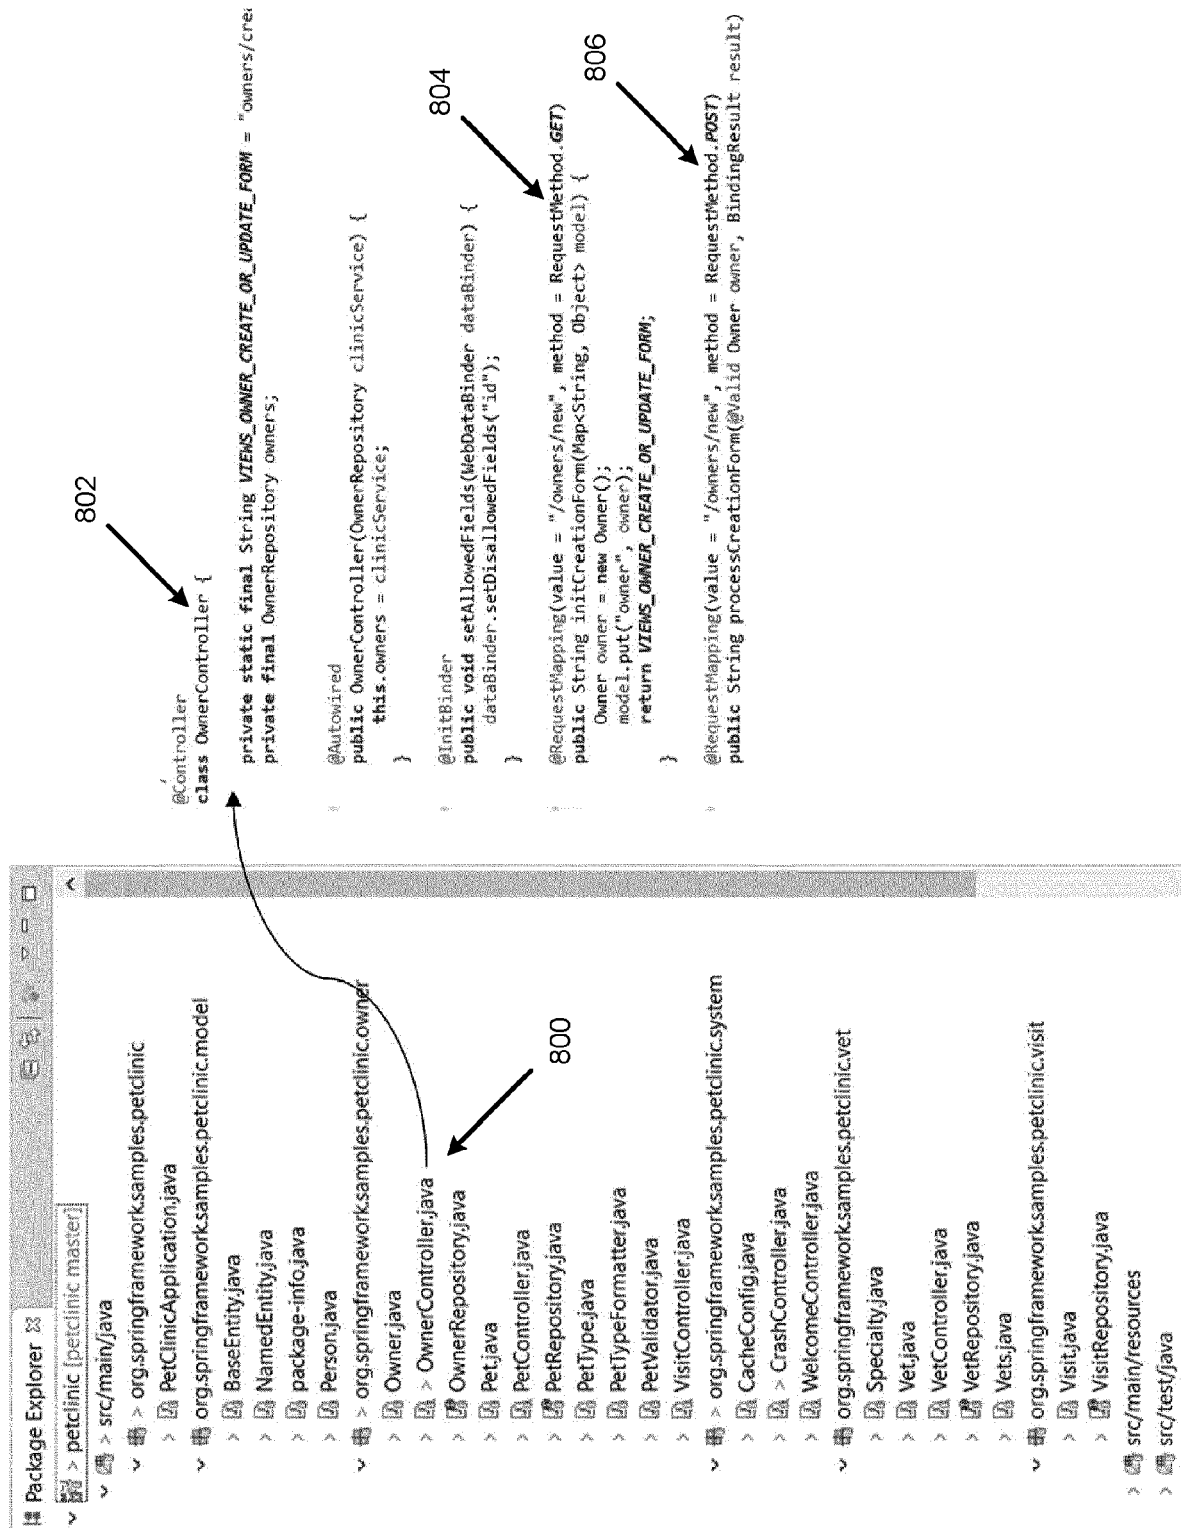 Package Explorer
> petclinic [petclinic master]
> src/main/java
> org.springframework.samples.petclinic
> PetClinicApplication.java
org.springframework.samples.petclinic.model
> BaseEntity.java
> NamedEntity.java
> package-info.java
> Person.java
> org.springframework.samples.petclinic.owner
> Owner.java
> > OwnerController.java
> OwnerRepository.java
> Pet.java
> PetController.java
> PetRepository.java
> PetType.java
> PetTypeFormatter.java
> PetValidator.java
> VisitController.java
> org.springframework.samples.petclinic.system
> CacheConfig.java
> > CrashController.java
> WelcomeController.java
org.springframework.samples.petclinic.vet
> Specialty.java
> Vet.java
> VetController.java
> VetRepository.java
> Vets.java
org.springframework.samples.petclinic.visit
> Visit.java
> VisitRepository.java
> src/main/resources
> src/test/java
800
802
@Controller
class OwnerController {
private static final String VIEWS_OWNER_CREATE_OR_UPDATE_FORM = "owners/crea
private final OwnerRepository owners;
@Autowired
public OwnerController(OwnerRepository clinicService) {
this.owners = clinicService;
}
@InitBinder
public void setAllowedFields(WebDataBinder dataBinder) {
dataBinder.setDisallowedFields("id");
}
804
@RequestMapping(value = "/owners/new", method = RequestMethod.GET)
public String initCreationForm(Map<String, Object> model) {
Owner owner = new Owner();
model.put("owner", owner);
return VIEWS_OWNER_CREATE_OR_UPDATE_FORM;
}
806
@RequestMapping(value = "/owners/new", method = RequestMethod.POST)
public String processCreationForm(@Valid Owner owner, BindingResult result)